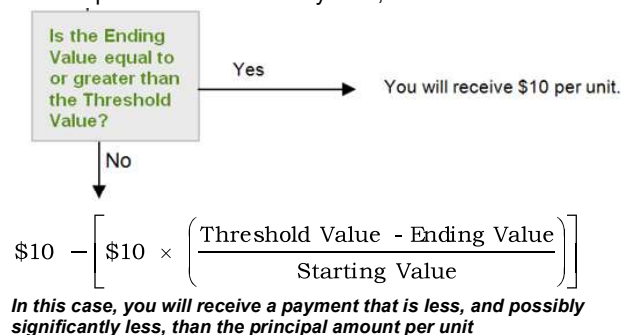 Is the Ending
Value equal to
or greater than
the Threshold
Value?
Yes
You will receive $10 per unit.
No
$10 − [ $10 × ( Threshold Value - Ending Value / Starting Value ) ]
In this case, you will receive a payment that is less, and possibly
significantly less, than the principal amount per unit